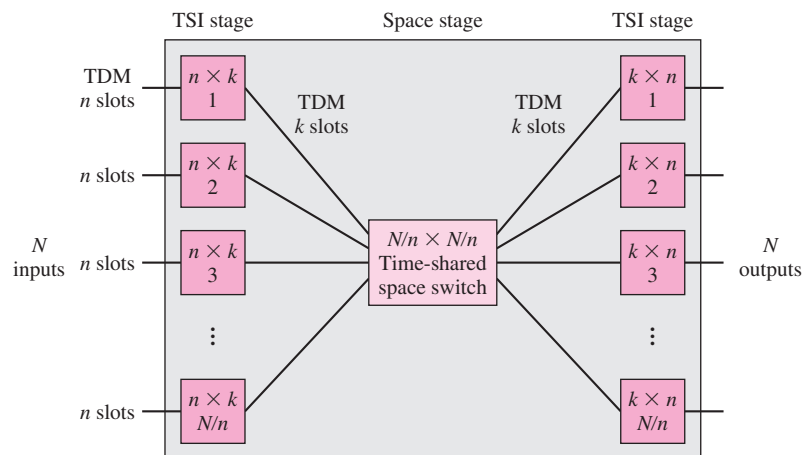 TSI stage
Space stage
TSI stage
TDM
n slots
n × k
1
TDM
k slots
TDM
k slots
k × n
1
n slots
n × k
2
k × n
2
N
inputs
n slots
n × k
3
N/n × N/n
Time-shared
space switch
k × n
3
N
outputs
⋮
⋮
n slots
n × k
N/n
k × n
N/n